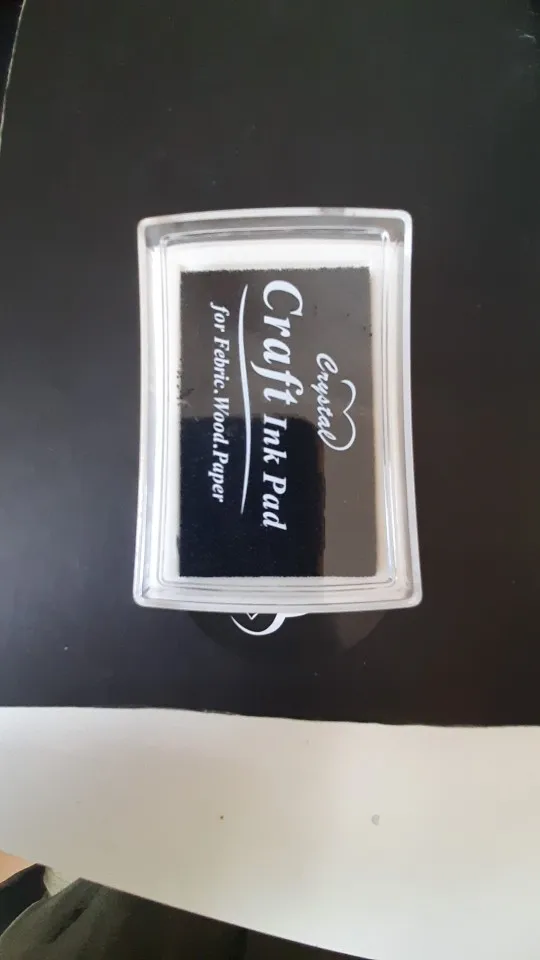 Crystal
Craft Ink Pad
for Febric.Wood.Paper